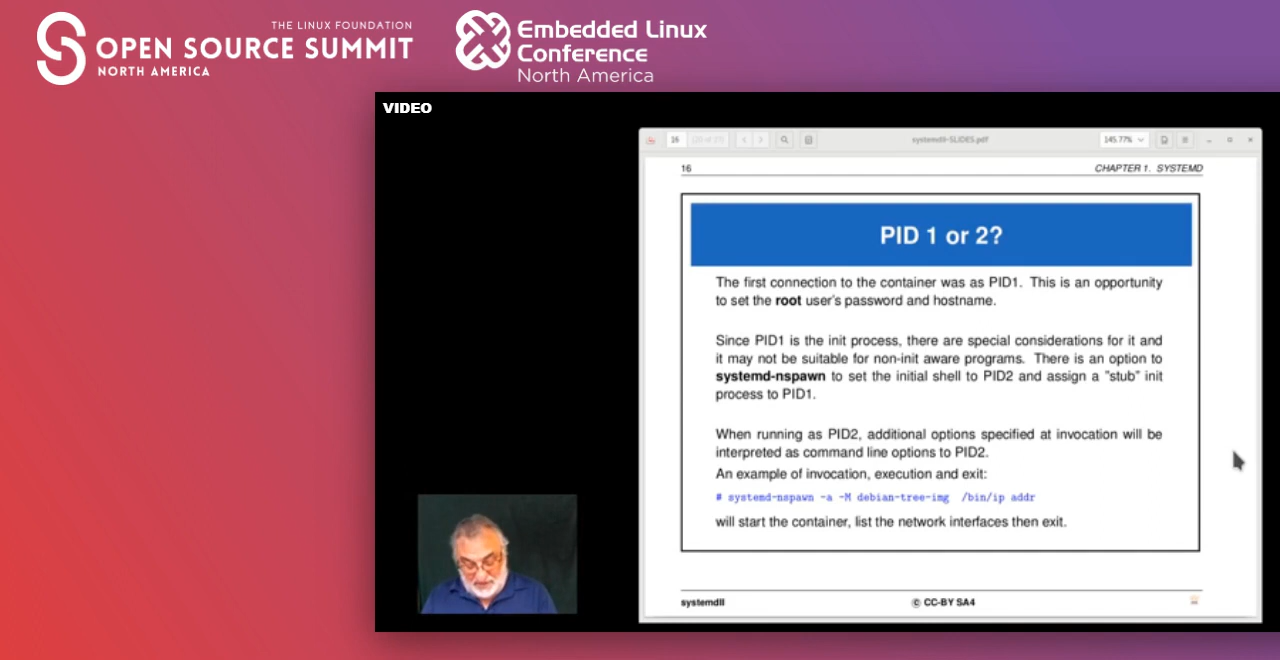 THE LINUX FOUNDATION
OPEN SOURCE SUMMIT
NORTH AMERICA
Embedded Linux
Conference
North America
VIDEO
16 (20 of 27) systemdII-SLIDES.pdf 145.77%
16 CHAPTER 1. SYSTEMD
PID 1 or 2?
The first connection to the container was as PID1. This is an opportunity
to set the root user's password and hostname.
Since PID1 is the init process, there are special considerations for it and
it may not be suitable for non-init aware programs. There is an option to
systemd-nspawn to set the initial shell to PID2 and assign a "stub" init
process to PID1.
When running as PID2, additional options specified at invocation will be
interpreted as command line options to PID2.
An example of invocation, execution and exit:
# systemd-nspawn -a -M debian-tree-img /bin/ip addr
will start the container, list the network interfaces then exit.
systemdII © CC-BY SA4